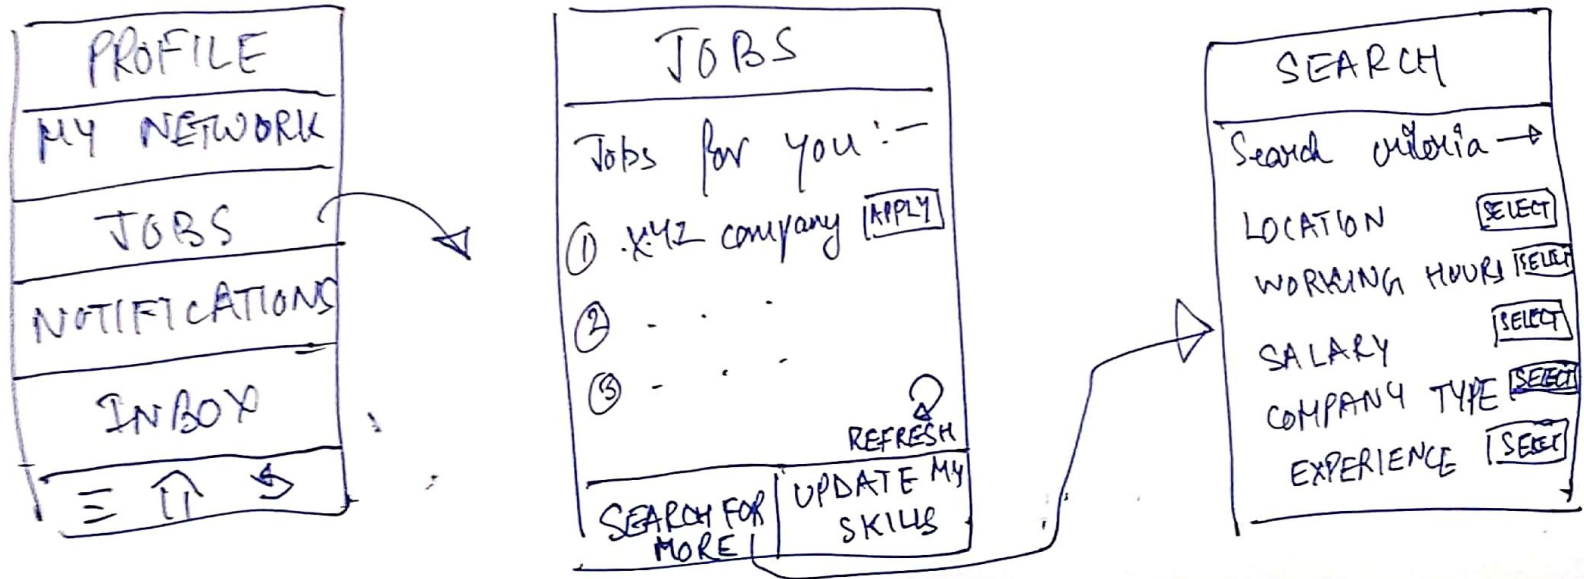 PROFILE
MY NETWORK
JOBS
NOTIFICATIONS
INBOX
JOBS
Jobs for you :-
1 XYZ company APPLY
2 - . .
3 - . .
REFRESH
SEARCH FOR
MORE
UPDATE MY
SKILLS
SEARCH
Search criteria →
LOCATION SELECT
WORKING HOURS SELECT
SALARY SELECT
COMPANY TYPE SELECT
EXPERIENCE SELECT